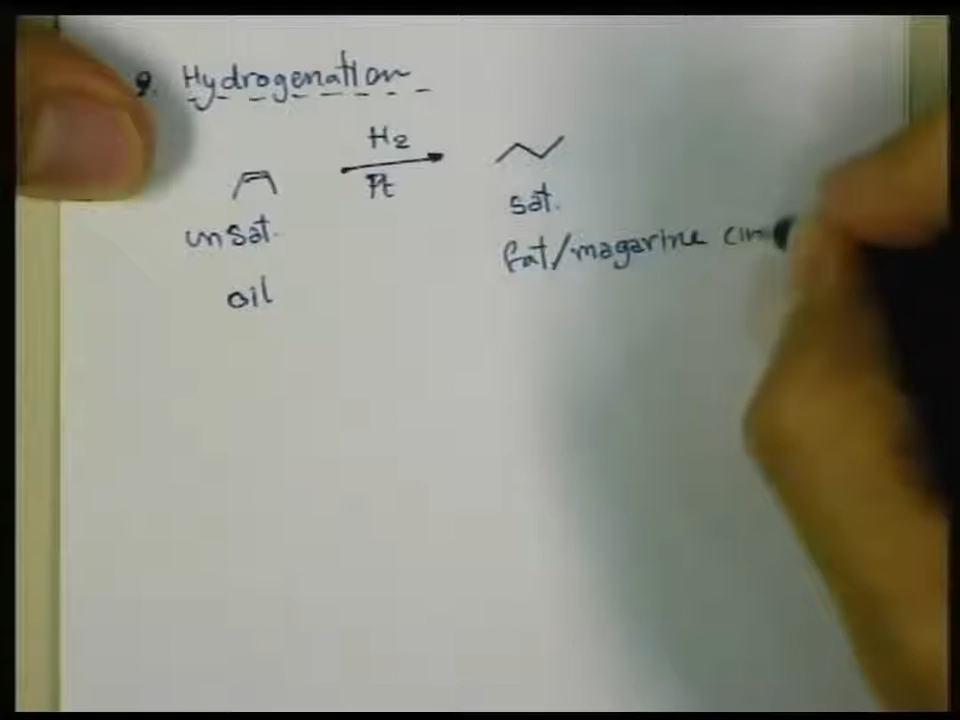 9. Hydrogenation
H2
Pt
unsat.
sat.
oil
fat/magarine